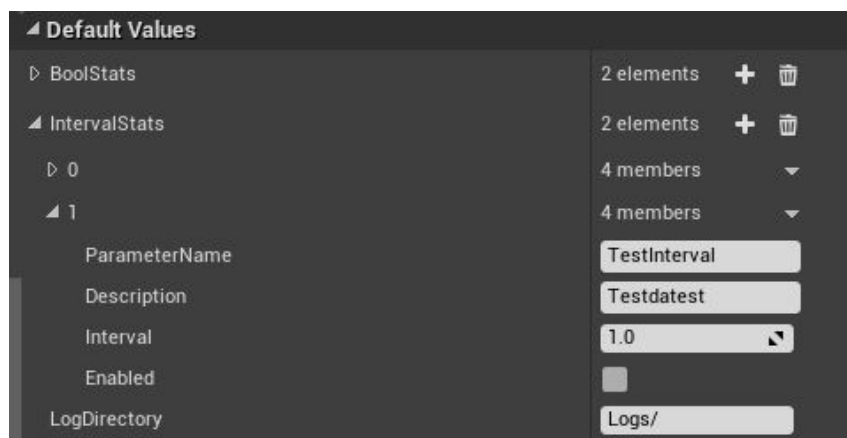 Default Values
BoolStats 2 elements
IntervalStats 2 elements
0 4 members
1 4 members
ParameterName TestInterval
Description Testdatest
Interval 1.0
Enabled
LogDirectory Logs/